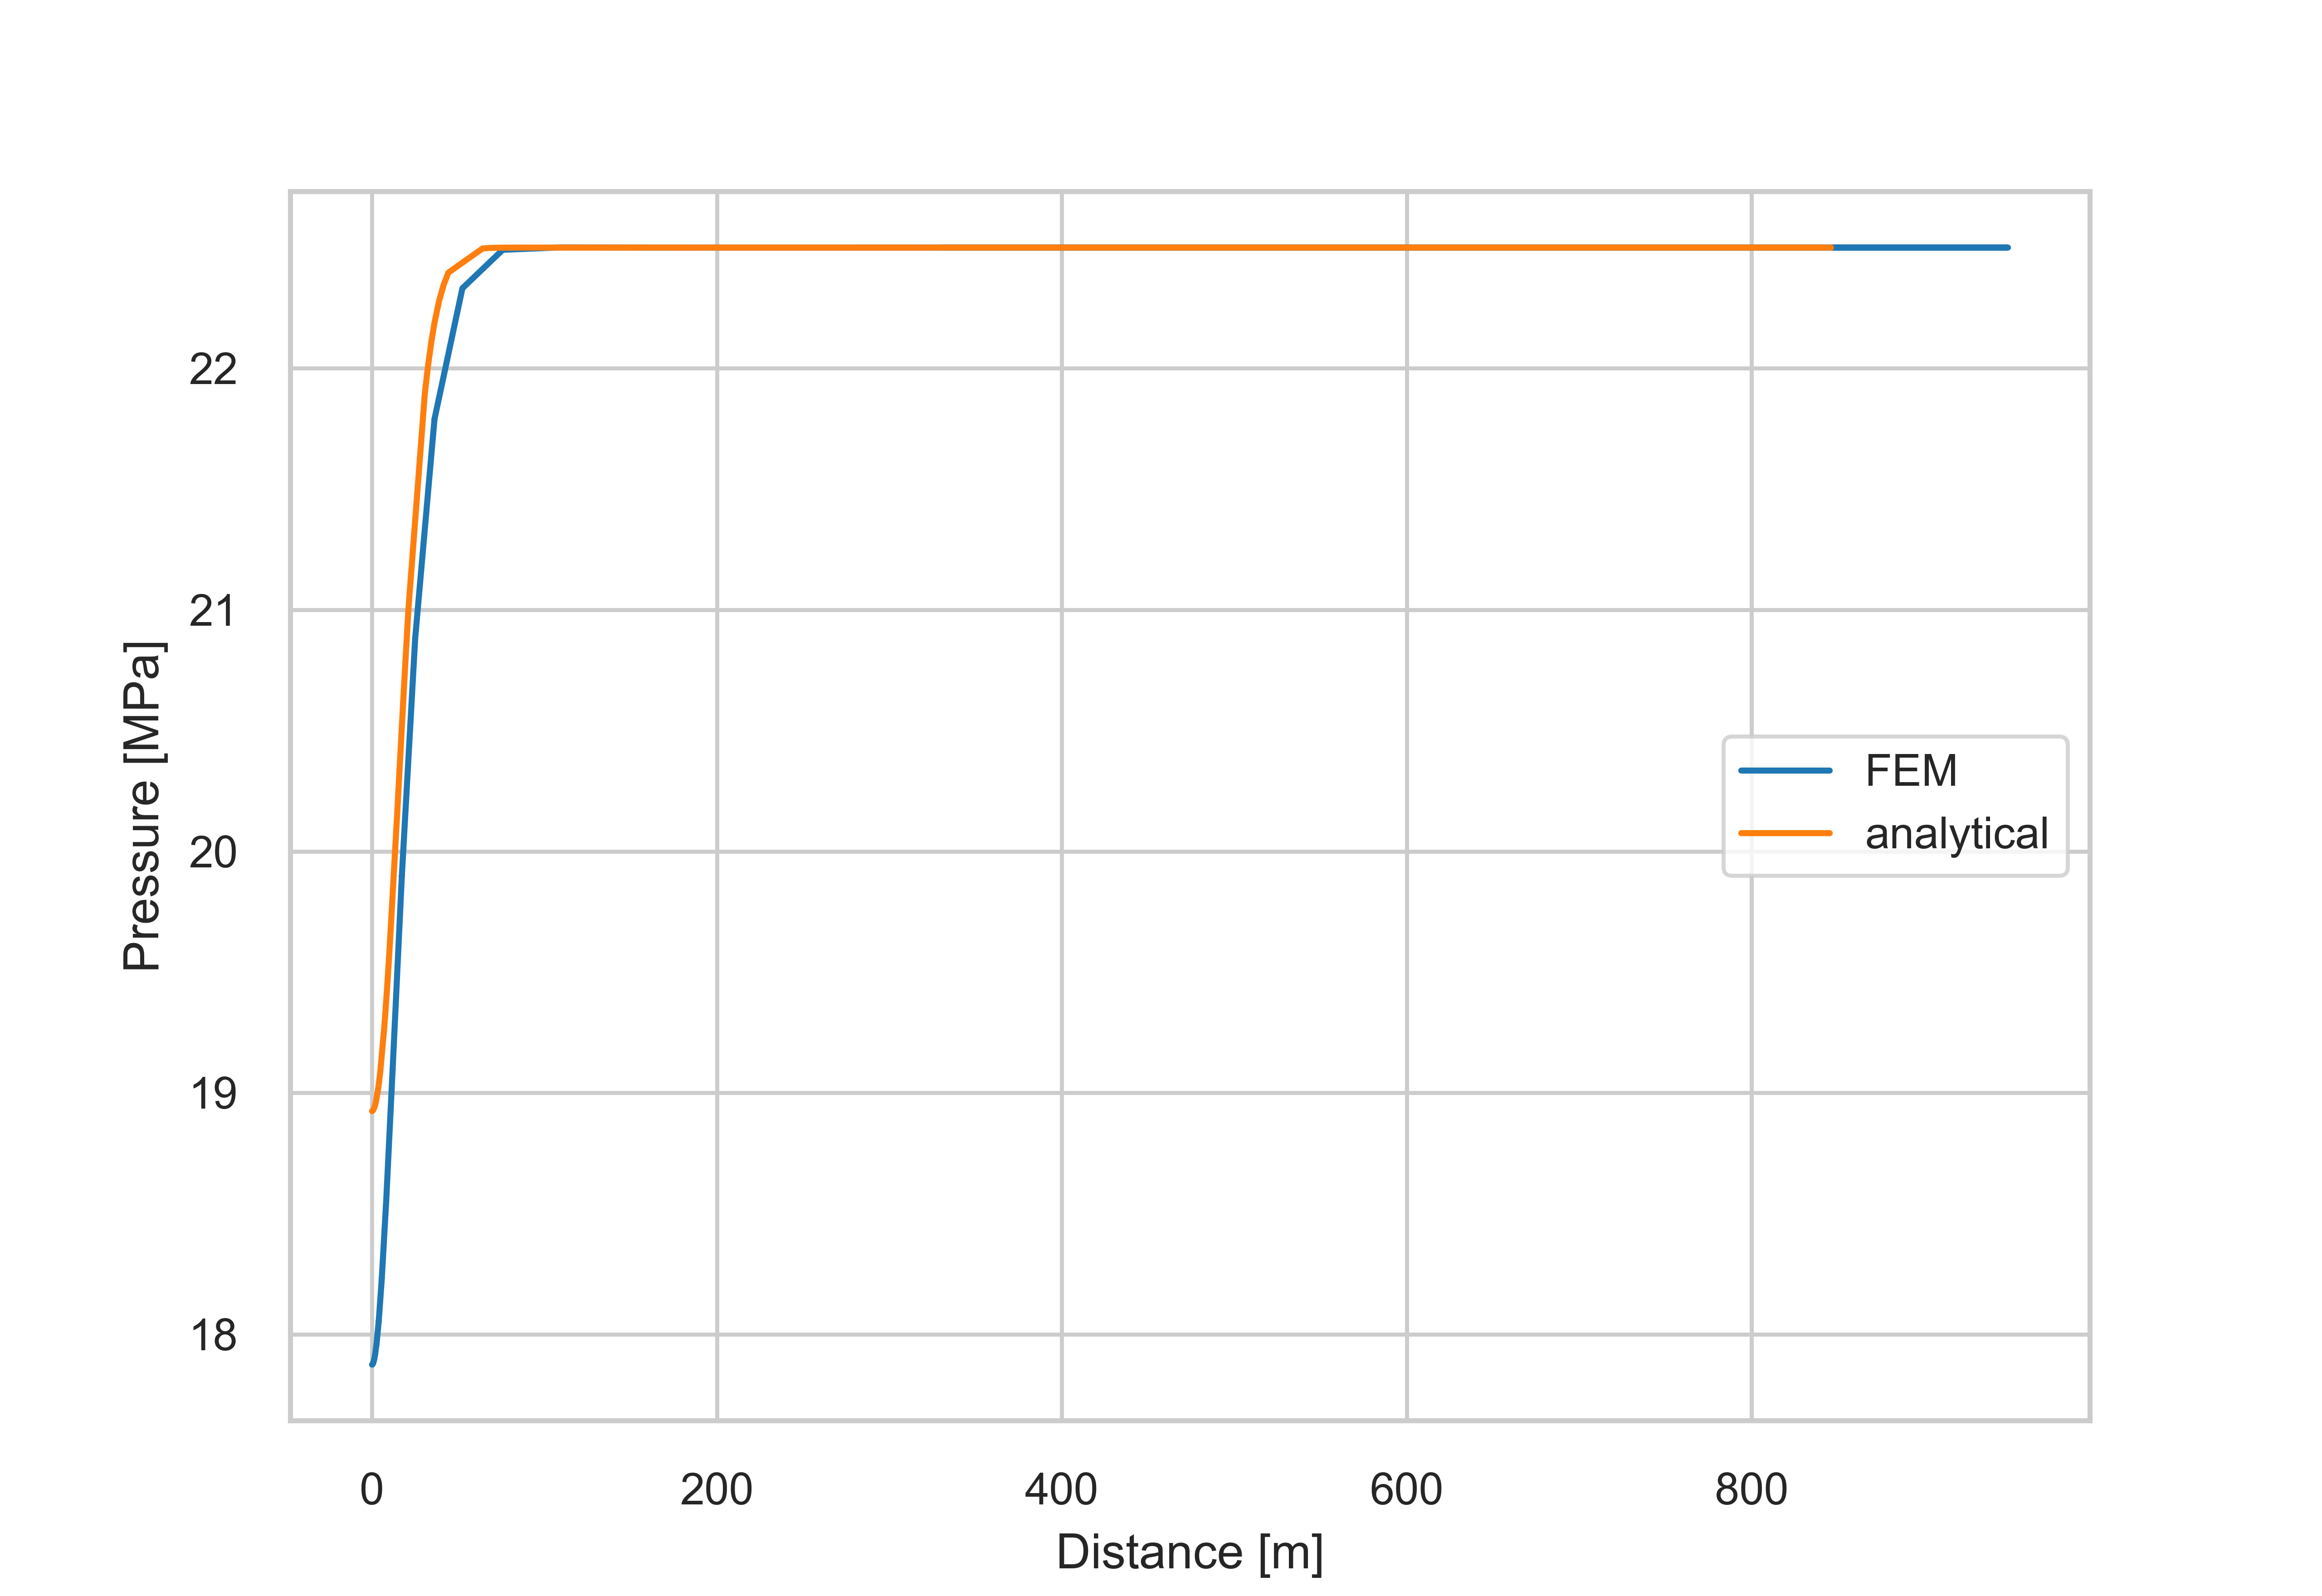 Pressure [MPa]
22
21
20
19
18
FEM
analytical
0 200 400 600 800
Distance [m]